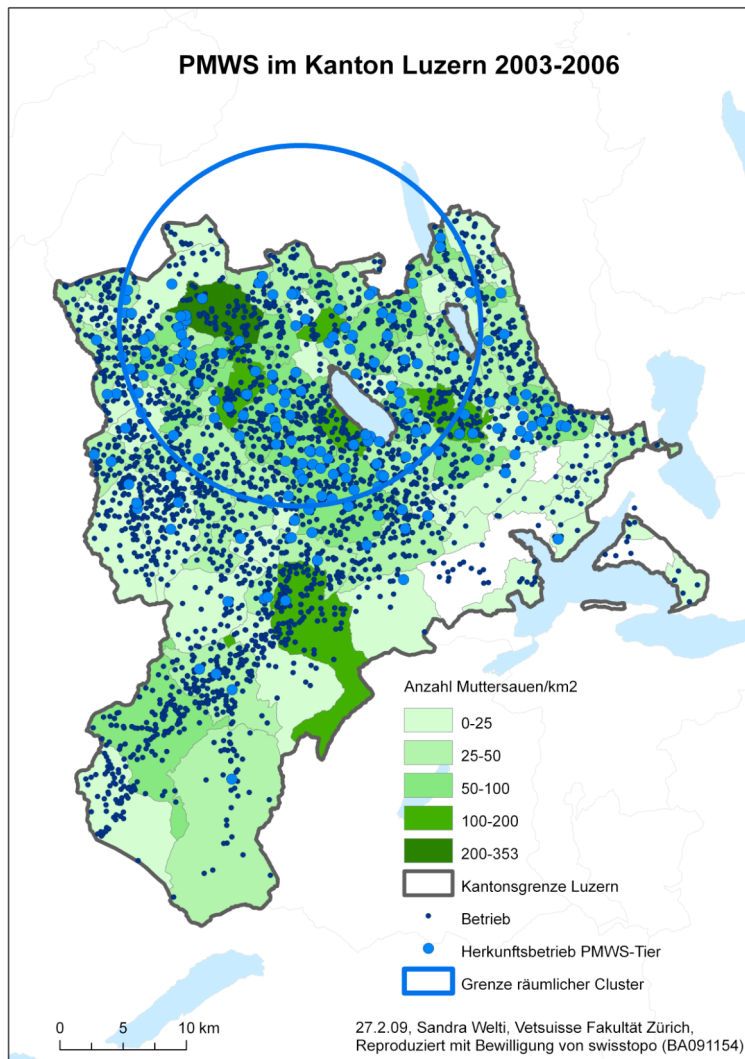 PMWS im Kanton Luzern 2003-2006
Anzahl Muttersauen/km2
0-25
25-50
50-100
100-200
200-353
Kantonsgrenze Luzern
Betrieb
Herkunftsbetrieb PMWS-Tier
Grenze räumlicher Cluster
0 5 10 km
27.2.09, Sandra Welti, Vetsuisse Fakultät Zürich,
Reproduziert mit Bewilligung von swisstopo (BA091154)